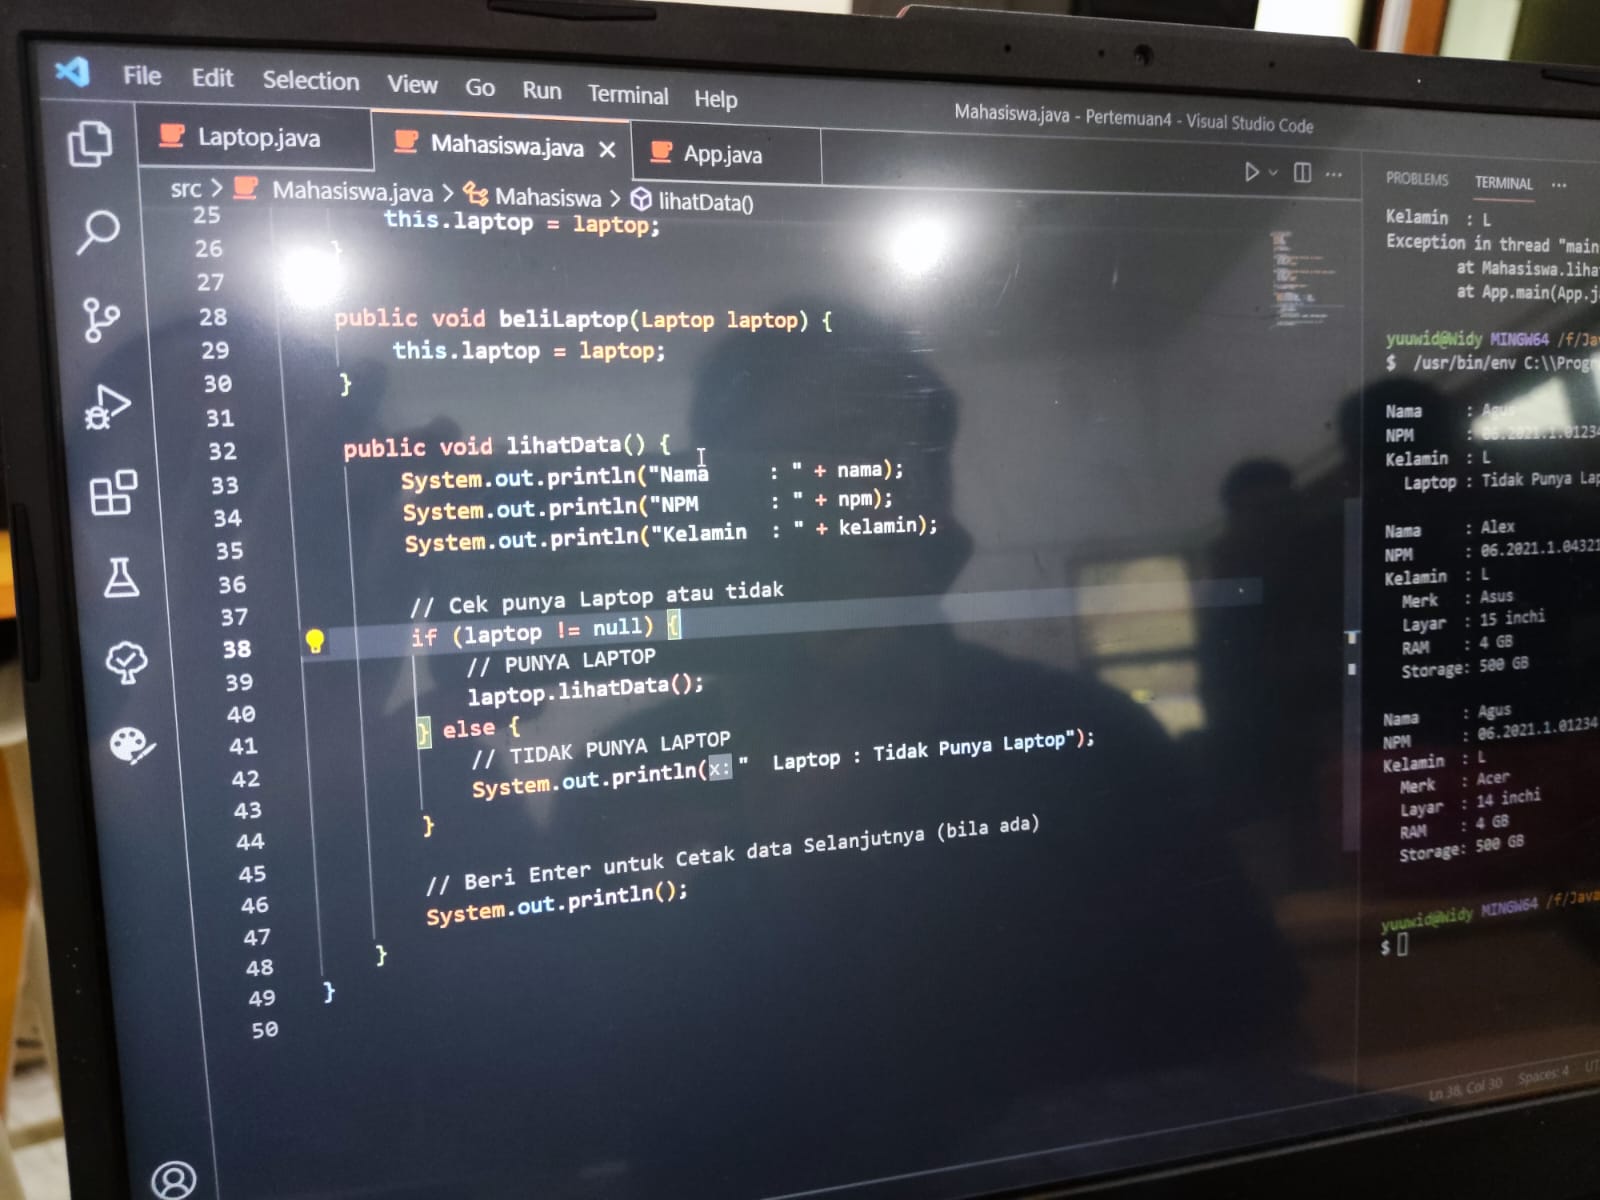 File Edit Selection View Go Run Terminal Help
Mahasiswa.java - Pertemuan4 - Visual Studio Code
Laptop.java
Mahasiswa.java
App.java
src > Mahasiswa.java > Mahasiswa > lihatData()
25 this.laptop = laptop;
26 }
27
28 public void beliLaptop(Laptop laptop) {
29 this.laptop = laptop;
30 }
31
32 public void lihatData() {
33 System.out.println("Nama : " + nama);
34 System.out.println("NPM : " + npm);
35 System.out.println("Kelamin : " + kelamin);
36
37 // Cek punya Laptop atau tidak
38 if (laptop != null) {
39 // PUNYA LAPTOP
40 laptop.lihatData();
41 } else {
42 // TIDAK PUNYA LAPTOP
43 System.out.println(x: " Laptop : Tidak Punya Laptop");
44 }
45
46 // Beri Enter untuk Cetak data Selanjutnya (bila ada)
47 System.out.println();
48 }
49 }
50
PROBLEMS TERMINAL ...
Kelamin : L
Exception in thread "main
at Mahasiswa.liha
at App.main(App.j
yuuwid@Widy MINGW64 /f/Ja
$ /usr/bin/env C:\\Prog
Nama : Agus
NPM : 06.2021.1.01234
Kelamin : L
Laptop : Tidak Punya Lap
Nama : Alex
NPM : 06.2021.1.04321
Kelamin : L
Merk : Asus
Layar : 15 inchi
RAM : 4 GB
Storage: 500 GB
Nama : Agus
NPM : 06.2021.1.01234
Kelamin : L
Merk : Acer
Layar : 14 inchi
RAM : 4 GB
Storage: 500 GB
yuuwid@Widy MINGW64 /f/Java
$
Ln 38, Col 30 Spaces: 4 UT